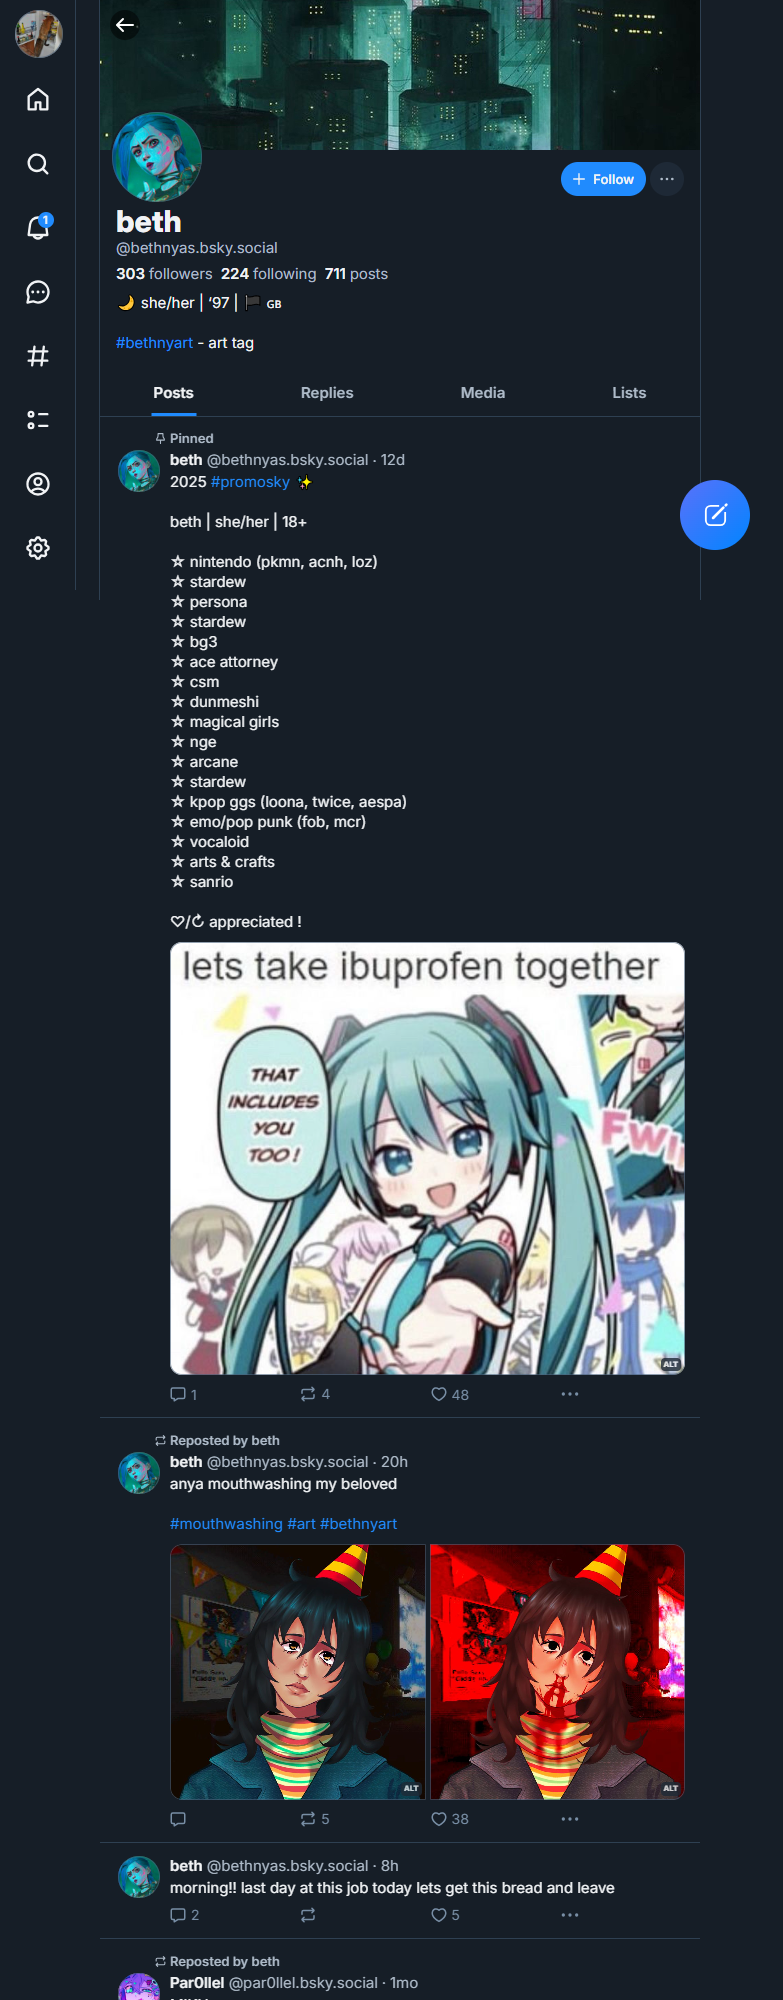 1
+ Follow
beth
@bethnyas.bsky.social
303 followers 224 following 711 posts
🌙 she/her | '97 | 🏴 GB
#bethnyart - art tag
Posts Replies Media Lists
Pinned
beth @bethnyas.bsky.social · 12d
2025 #promosky ✨
beth | she/her | 18+
☆ nintendo (pkmn, acnh, loz)
☆ stardew
☆ persona
☆ stardew
☆ bg3
☆ ace attorney
☆ csm
☆ dunmeshi
☆ magical girls
☆ nge
☆ arcane
☆ stardew
☆ kpop ggs (loona, twice, aespa)
☆ emo/pop punk (fob, mcr)
☆ vocaloid
☆ arts & crafts
☆ sanrio
♡/↻ appreciated !
lets take ibuprofen together
THAT
INCLUDES
YOU
TOO!
ALT
1 4 48
Reposted by beth
beth @bethnyas.bsky.social · 20h
anya mouthwashing my beloved
#mouthwashing #art #bethnyart
ALT ALT
5 38
beth @bethnyas.bsky.social · 8h
morning!! last day at this job today lets get this bread and leave
2 5
Reposted by beth
Par0llel @par0llel.bsky.social · 1mo